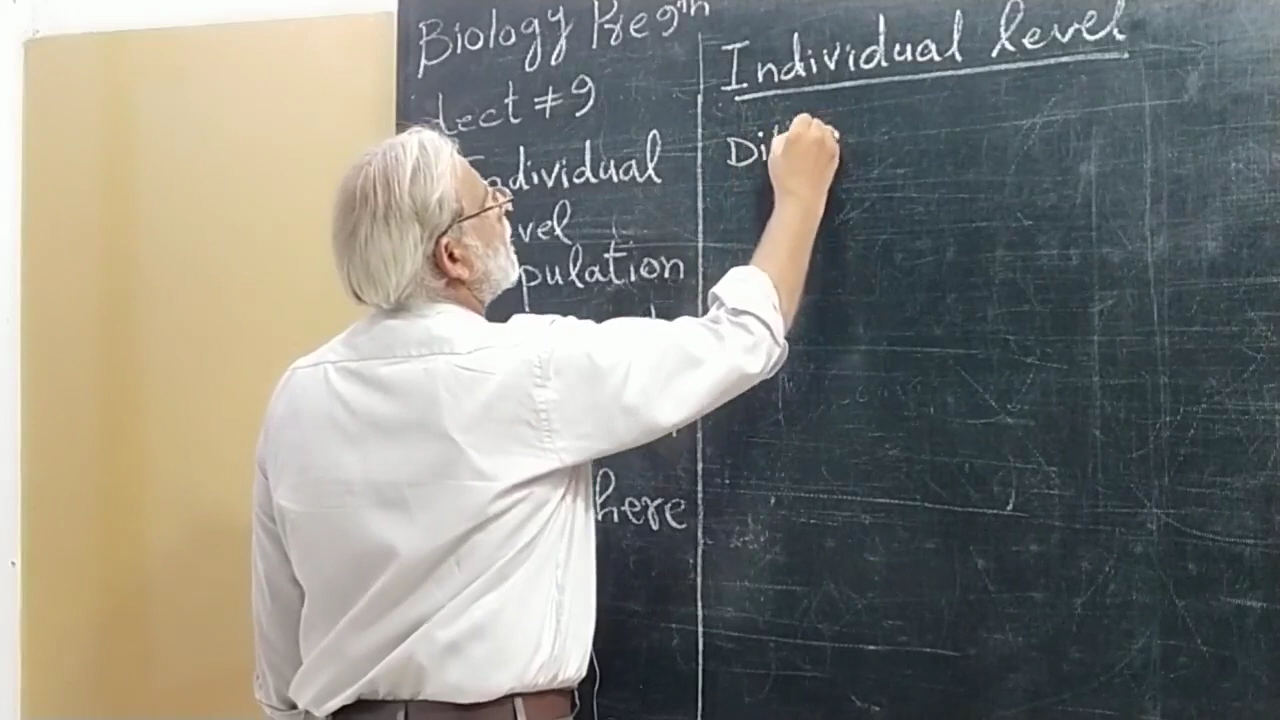 Biology Pre 9th
Lect # 9
Individual
level
pulation
here
Individual level
Di